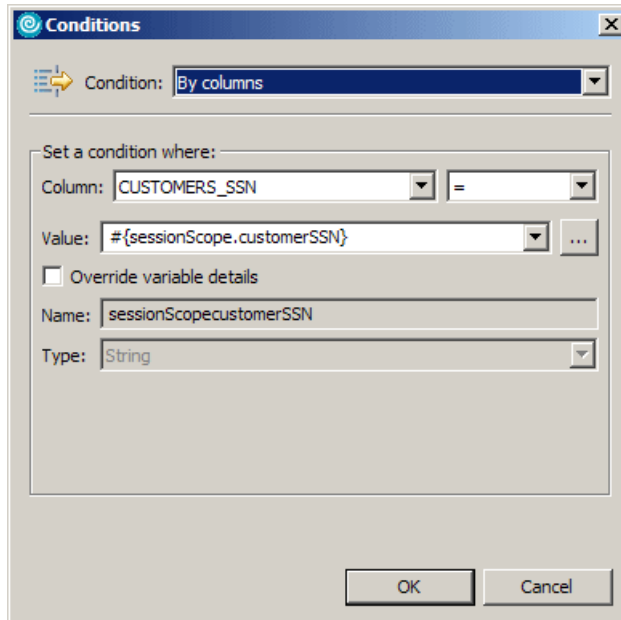 Conditions
Condition: By columns
Set a condition where:
Column: CUSTOMERS_SSN =
Value: #{sessionScope.customerSSN} ...
Override variable details
Name: sessionScopecustomerSSN
Type: String
OK Cancel